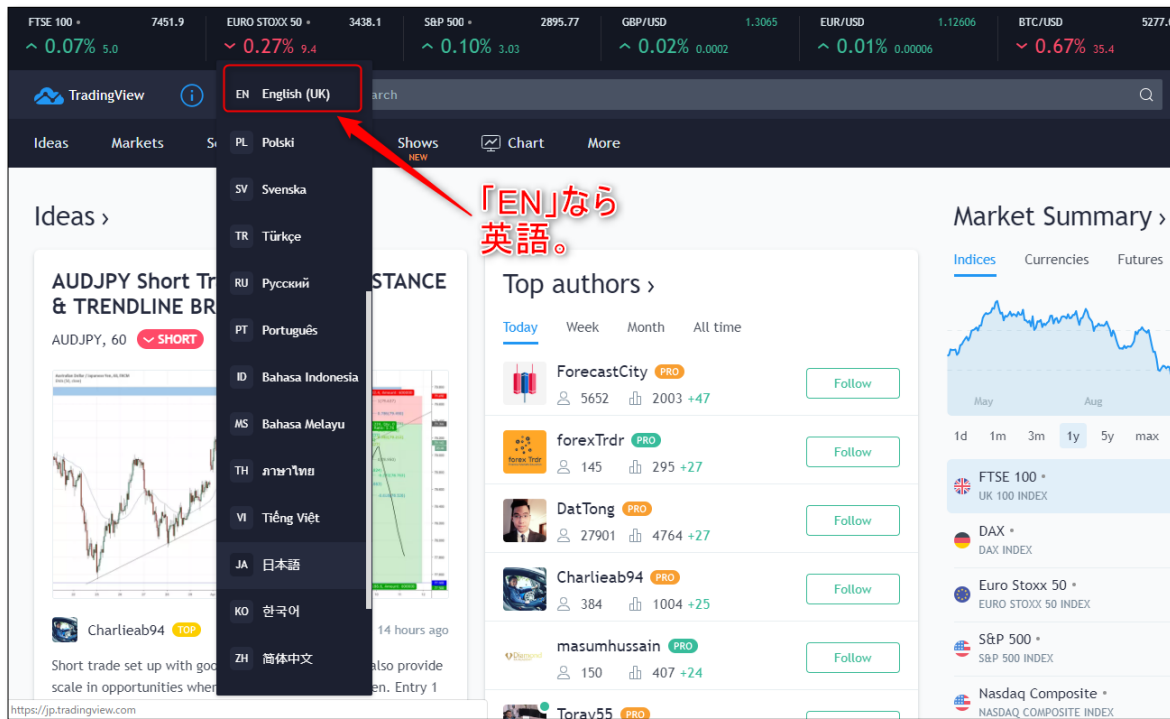 FTSE 100 7451.9
0.07% 5.0
EURO STOXX 50 3438.1
0.27% 9.4
S&P 500 2895.77
0.10% 3.03
GBP/USD 1.3065
0.02% 0.0002
EUR/USD 1.12606
0.01% 0.00006
BTC/USD 5277.
0.67% 35.4
TradingView
arch
Ideas Markets Shows Chart More
NEW
EN English (UK)
PL Polski
SV Svenska
TR Türkçe
RU Русский
PT Português
ID Bahasa Indonesia
MS Bahasa Melayu
TH ภาษาไทย
VI Tiếng Việt
JA 日本語
KO 한국어
ZH 简体中文
「EN」なら
英語。
Ideas ›
AUDJPY Short Tr STANCE
& TRENDLINE BR
AUDJPY, 60 SHORT
Charlieab94 TOP 14 hours ago
Short trade set up with goo also provide
scale in opportunities wher en. Entry 1
https://jp.tradingview.com
Top authors ›
Today Week Month All time
ForecastCity PRO
5652 2003 +47
Follow
forexTrdr PRO
145 295 +27
Follow
forex Trdr
DatTong PRO
27901 4764 +27
Follow
Charlieab94 PRO
384 1004 +25
Follow
masumhussain PRO
150 407 +24
Follow
Toray55 PRO
Market Summary ›
Indices Currencies Futures
May Aug
1d 1m 3m 1y 5y max
FTSE 100
UK 100 INDEX
DAX
DAX INDEX
Euro Stoxx 50
EURO STOXX 50 INDEX
S&P 500
S&P 500 INDEX
Nasdaq Composite
NASDAQ COMPOSITE INDEX